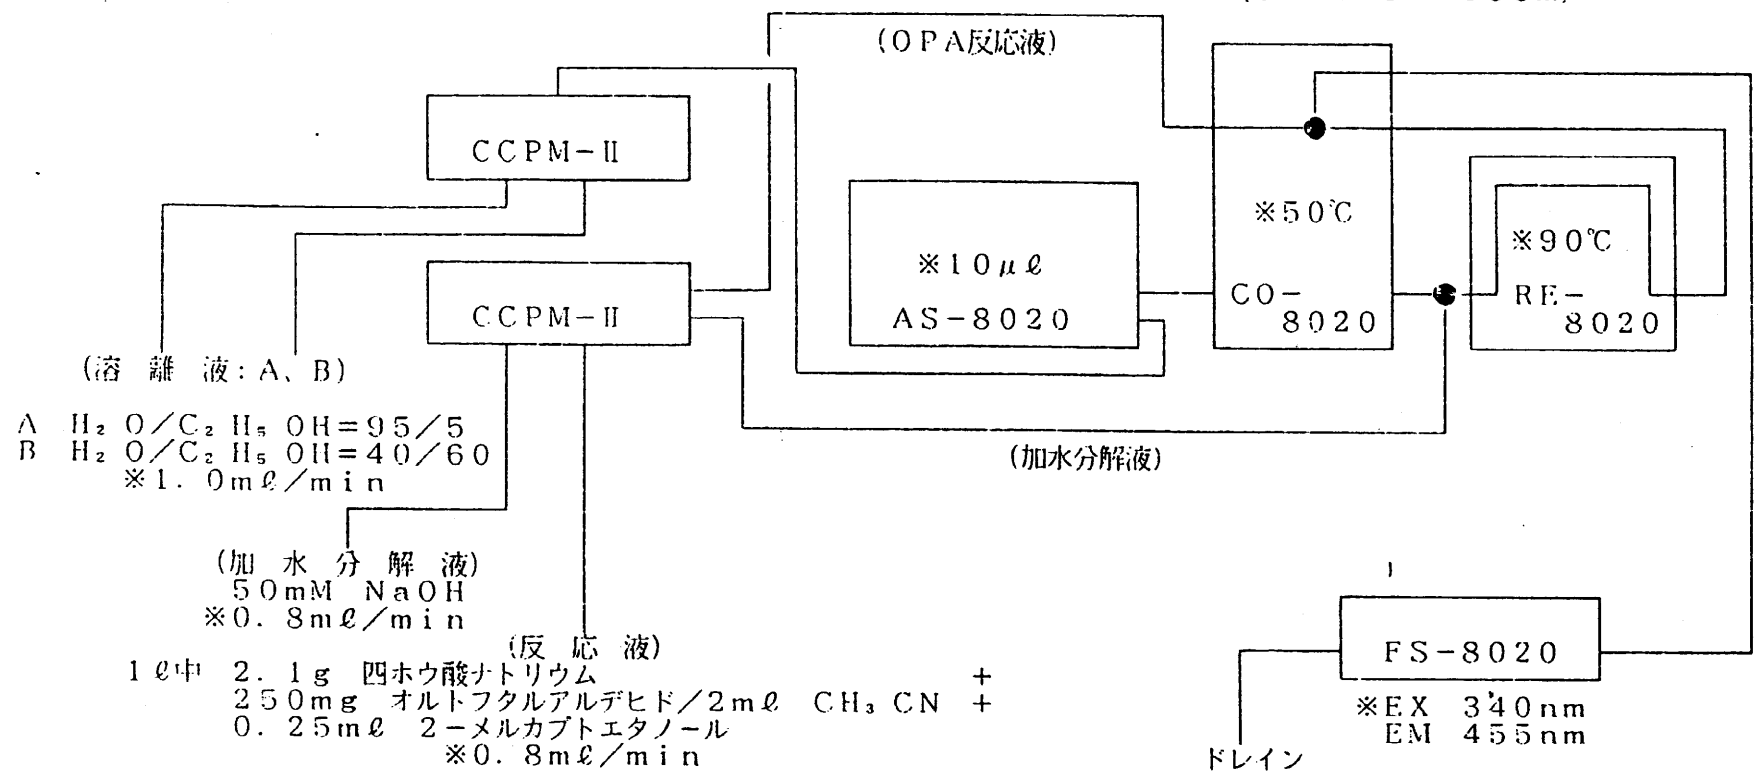 (OPA反応液)
CCPM-Ⅱ
※50℃
※90℃
※10μℓ
AS-8020
CO-
8020
RE-
8020
CCPM-Ⅱ
(溶 離 液：A、B)
A H₂O/C₂H₅OH=95/5
B H₂O/C₂H₅OH=40/60
※1.0mℓ/min
(加水分解液)
(加 水 分 解 液)
50mM NaOH
※0.8mℓ/min
(反 応 液)
1ℓ中 2.1g 四ホウ酸ナトリウム +
250mg オルトフタルアルデヒド/2mℓ CH₃CN +
0.25mℓ 2-メルカプトエタノール
※0.8mℓ/min
FS-8020
※EX 340nm
EM 455nm
ドレイン